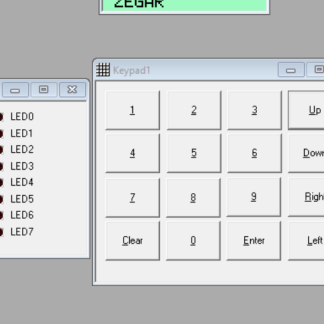 ZEGAR
Keypad1
LED0
LED1
LED2
LED3
LED4
LED5
LED6
LED7
1 2 3 Up
4 5 6 Down
7 8 9 Righ
Clear 0 Enter Left